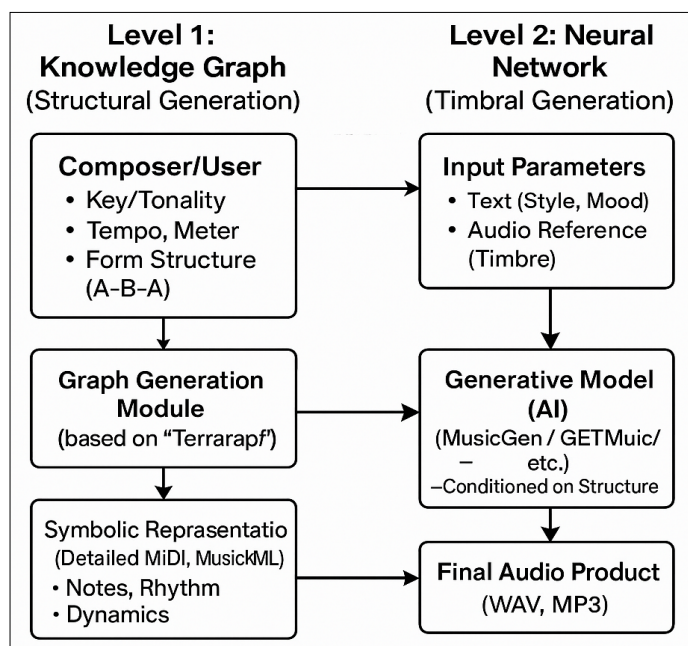 Level 1:
Knowledge Graph
(Structural Generation)
Composer/User
• Key/Tonality
• Tempo, Meter
• Form Structure
(A-B-A)
Graph Generation
Module
(based on “Terrarapf’)
Symbolic Reprasentatio
(Detailed MiDI, MusicKML)
• Notes, Rhythm
• Dynamics
Level 2: Neural
Network
(Timbral Generation)
Input Parameters
• Text (Style, Mood)
• Audio Reference
(Timbre)
Generative Model
(AI)
(MusicGen / GETMuic/
– etc.)
–Conditioned on Structure
Final Audio Product
(WAV, MP3)